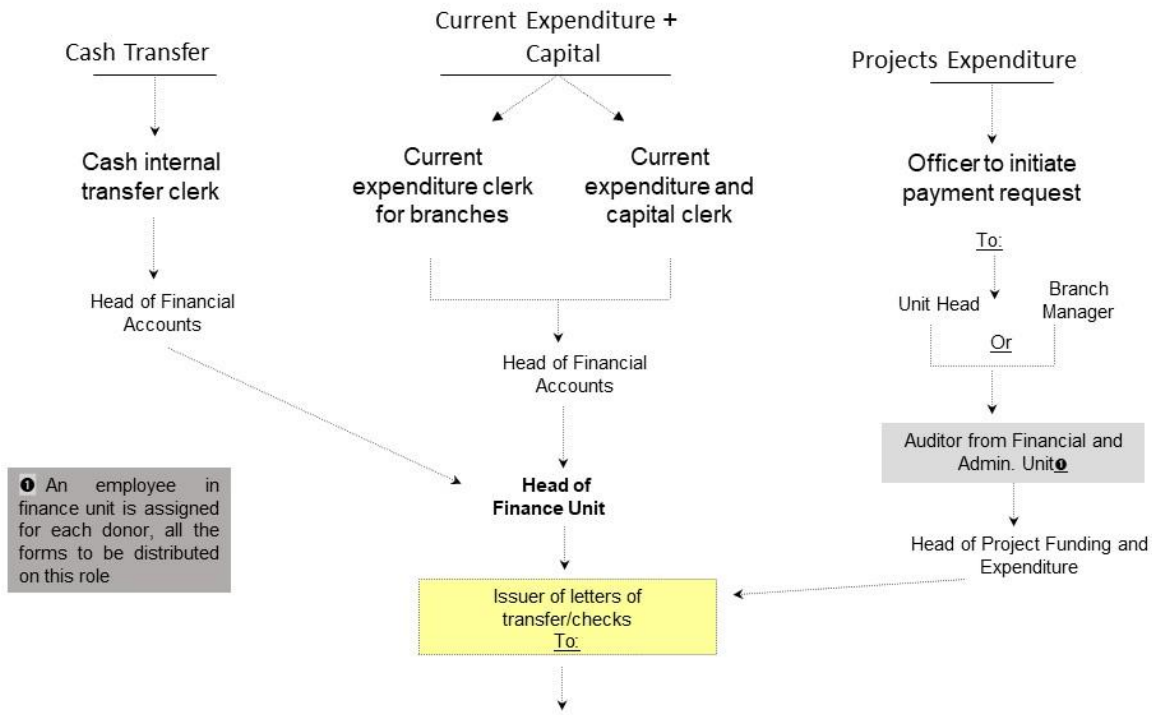 Cash Transfer
Current Expenditure +
Capital
Projects Expenditure
Cash internal
transfer clerk
Current
expenditure clerk
for branches
Current
expenditure and
capital clerk
Officer to initiate
payment request
To:
Head of Financial
Accounts
Unit Head
Branch
Manager
Or
Head of Financial
Accounts
Auditor from Financial and
Admin. Unit❶
❶ An employee in
finance unit is assigned
for each donor, all the
forms to be distributed
on this role
Head of
Finance Unit
Head of Project Funding and
Expenditure
Issuer of letters of
transfer/checks
To: